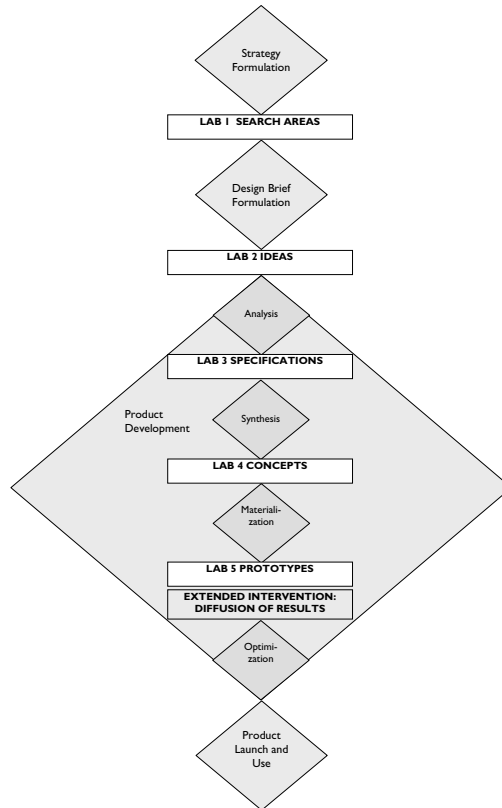 Strategy
Formulation
LAB 1 SEARCH AREAS
Design Brief
Formulation
LAB 2 IDEAS
Analysis
LAB 3 SPECIFICATIONS
Product
Development
Synthesis
LAB 4 CONCEPTS
Materiali-
zation
LAB 5 PROTOTYPES
EXTENDED INTERVENTION:
DIFFUSION OF RESULTS
Optimi-
zation
Product
Launch and
Use